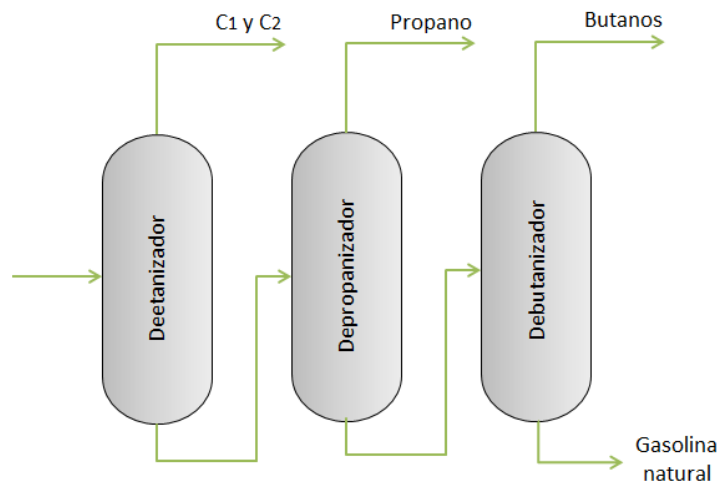 C1 y C2
Propano
Butanos
Deetanizador
Depropanizador
Debutanizador
Gasolina
natural